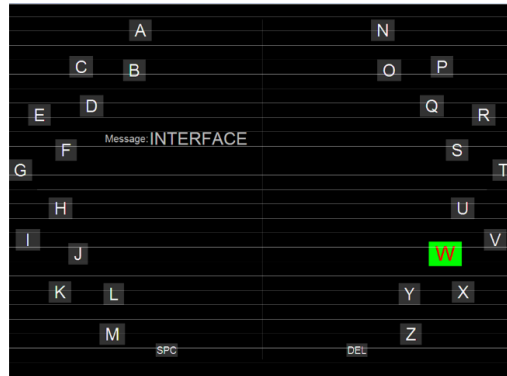 A N
C B O P
E D Q R
Message: INTERFACE
F S
G T
H U
I J W V
K L Y X
M Z
SPC DEL